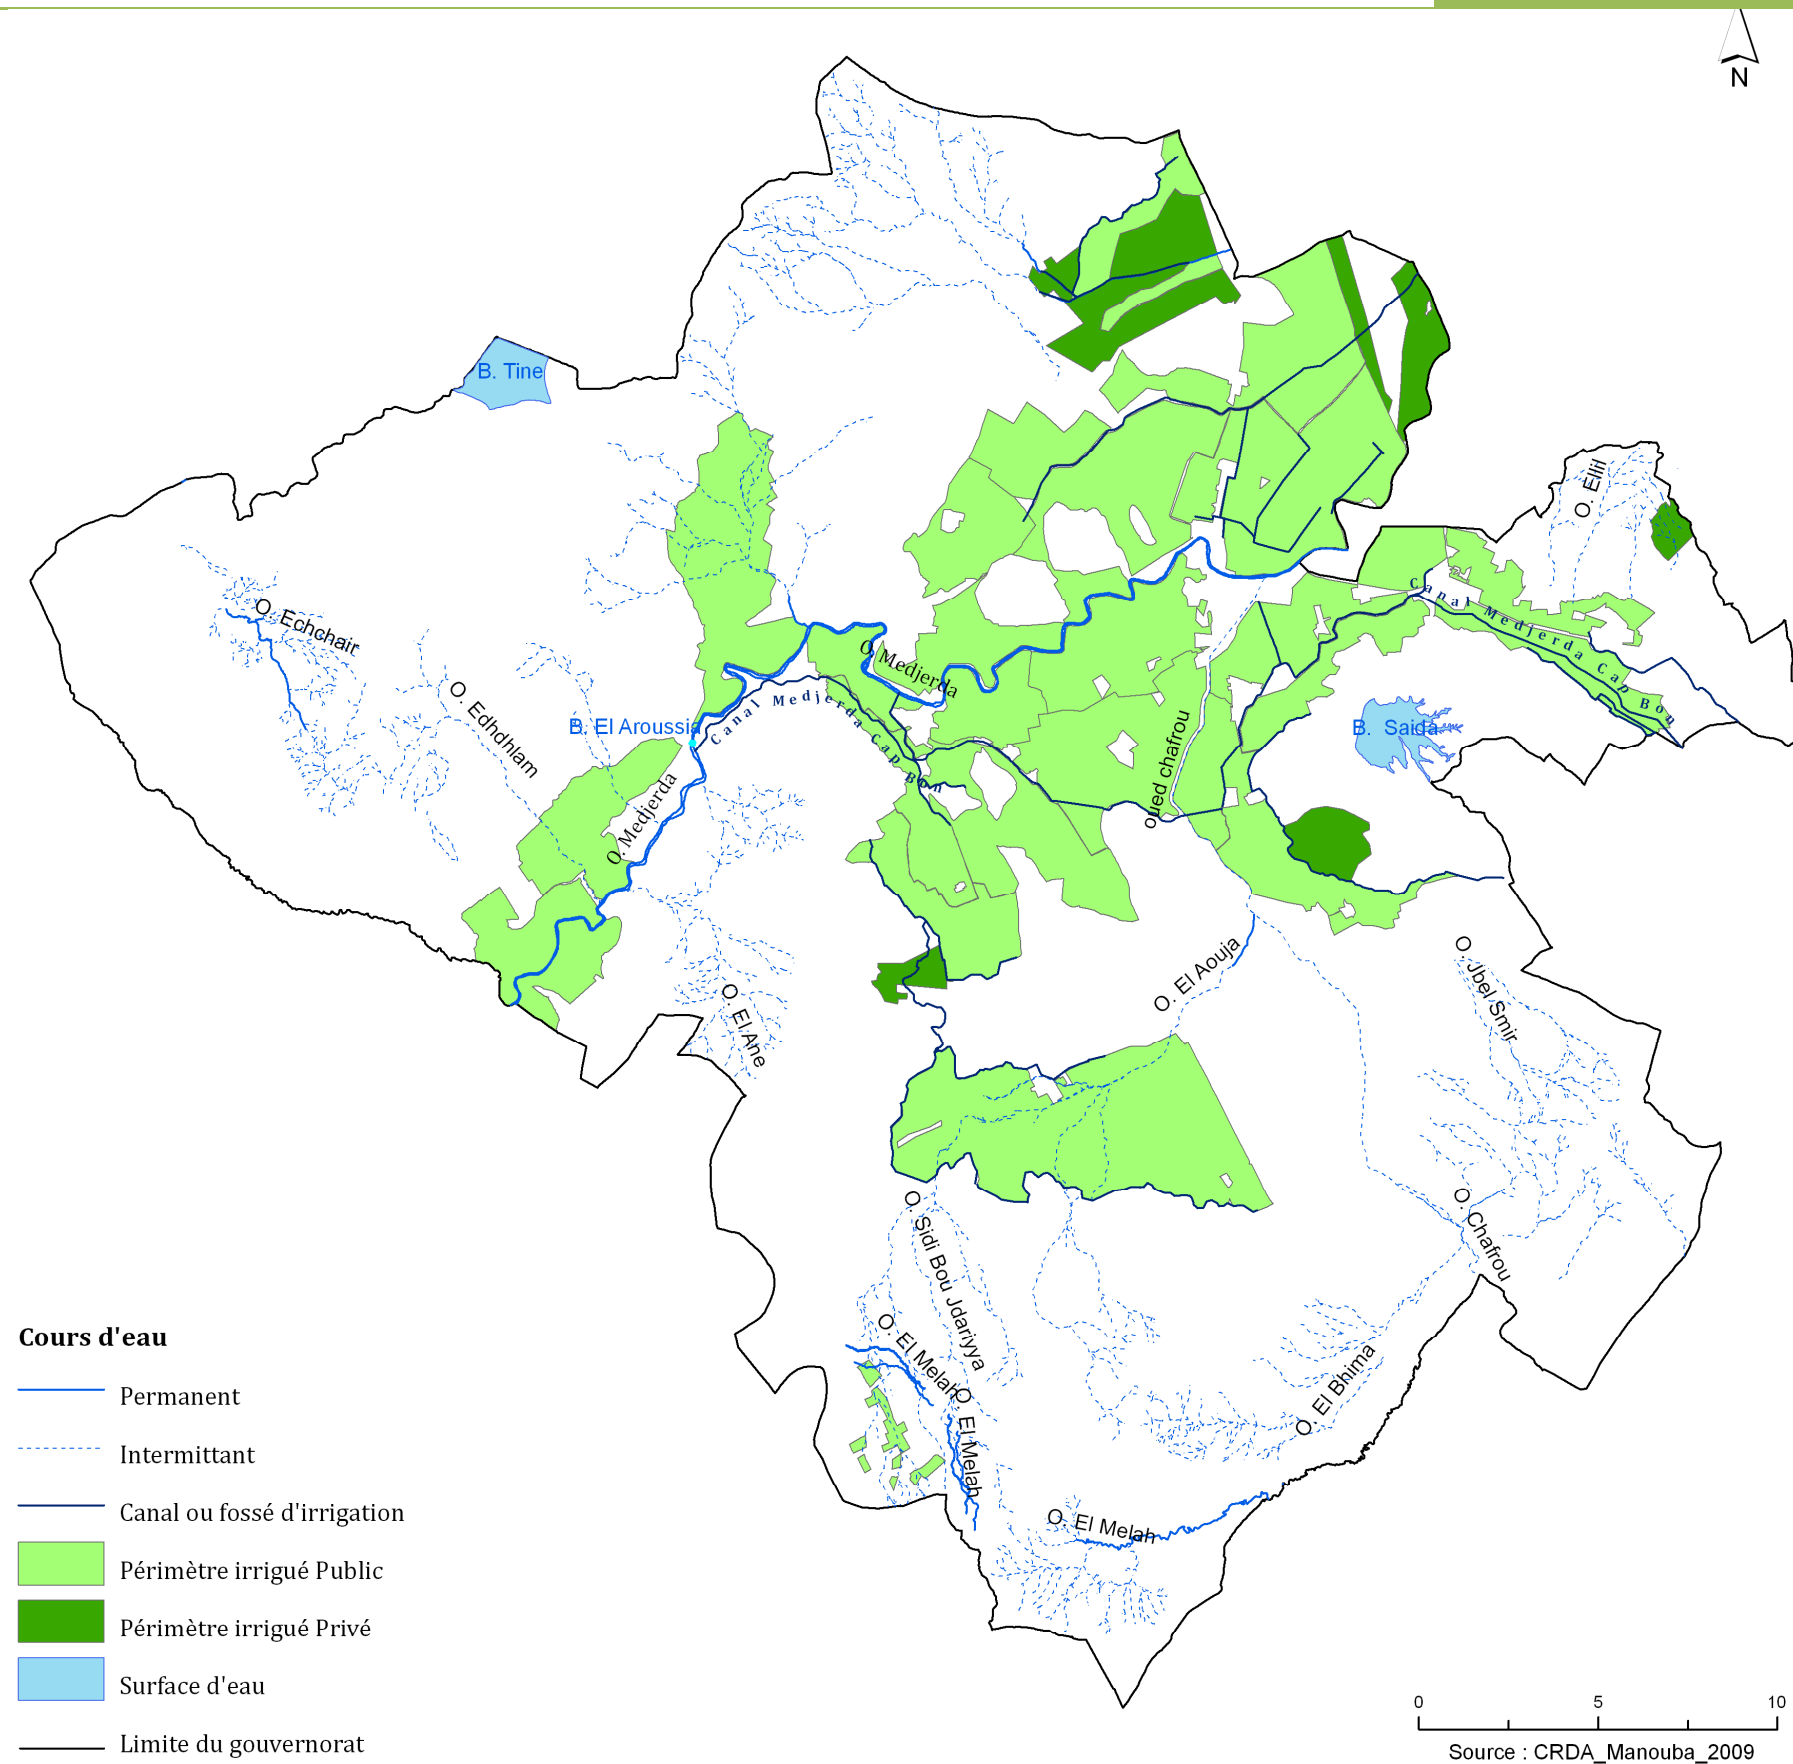 N
B. Tine
O. Ellil
Canal Medjerda Cap Bon
O. Echchair
O. Medjerda
O. Edhdhlam
B. El Aroussia
Canal Medjerda Cap Bon
B. Saida
oued chafrou
O. Medjerda
O. El Aouja
O. Jbel Smir
O. El Ane
O. Sidi Bou Jdariyya
O. Chafrou
O. El Melah
O. El Bhima
O. El Melah
O. El Melah
Cours d'eau
Permanent
Intermittant
Canal ou fossé d'irrigation
Périmètre irrigué Public
Périmètre irrigué Privé
Surface d'eau
Limite du gouvernorat
0 5 10
Source : CRDA_Manouba_2009